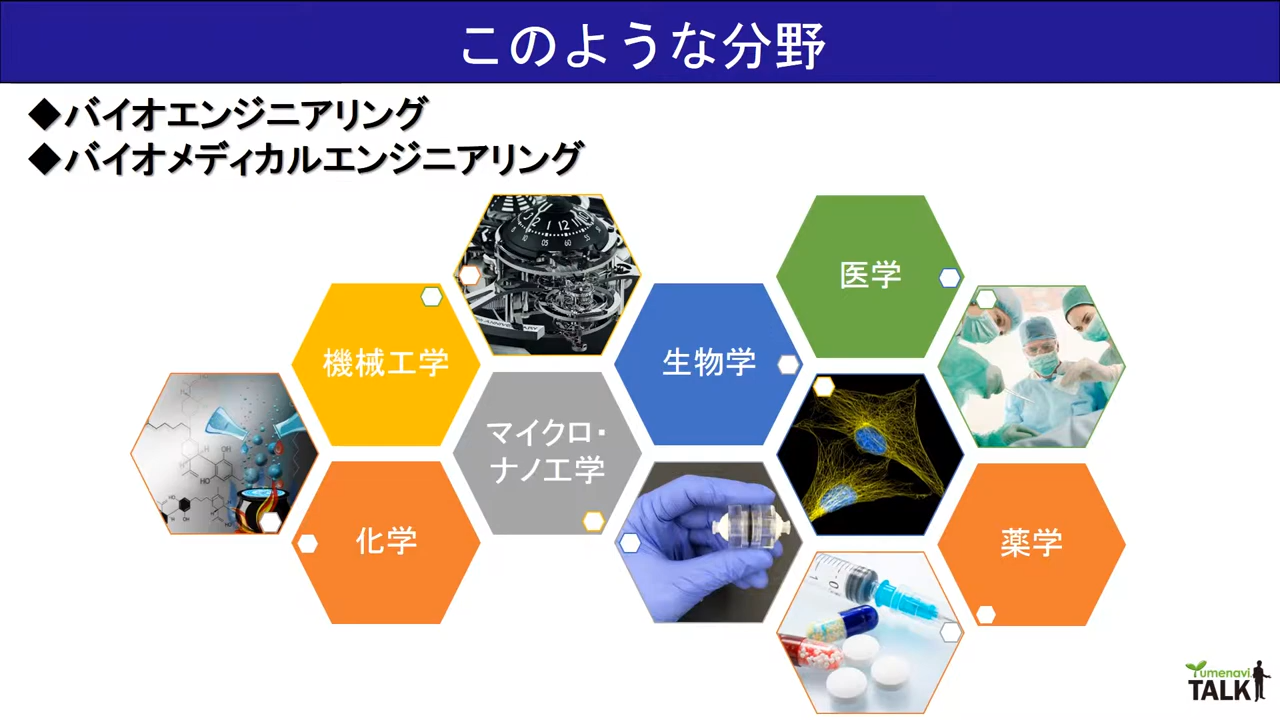 このような分野
◆バイオエンジニアリング
◆バイオメディカルエンジニアリング
医学
機械工学
生物学
マイクロ・
ナノ工学
化学
薬学
Yumenavi
TALK